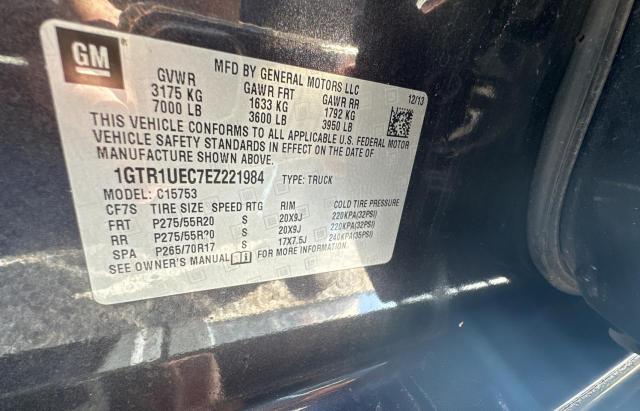 GM
MFD BY GENERAL MOTORS LLC
12/13
GVWR GAWR FRT GAWR RR
3175 KG 1633 KG 1792 KG
7000 LB 3600 LB 3950 LB
THIS VEHICLE CONFORMS TO ALL APPLICABLE U.S. FEDERAL MOTOR
VEHICLE SAFETY STANDARDS IN EFFECT ON THE DATE OF
MANUFACTURE SHOWN ABOVE.
1GTR1UEC7EZ221984 TYPE: TRUCK
MODEL: C15753
CF7S TIRE SIZE SPEED RTG RIM COLD TIRE PRESSURE
FRT P275/55R20 S 20X9J 220KPA(32PSI)
RR P275/55R20 S 20X9J 220KPA(32PSI)
SPA P265/70R17 S 17X7.5J 240KPA(35PSI)
SEE OWNER'S MANUAL FOR MORE INFORMATION.